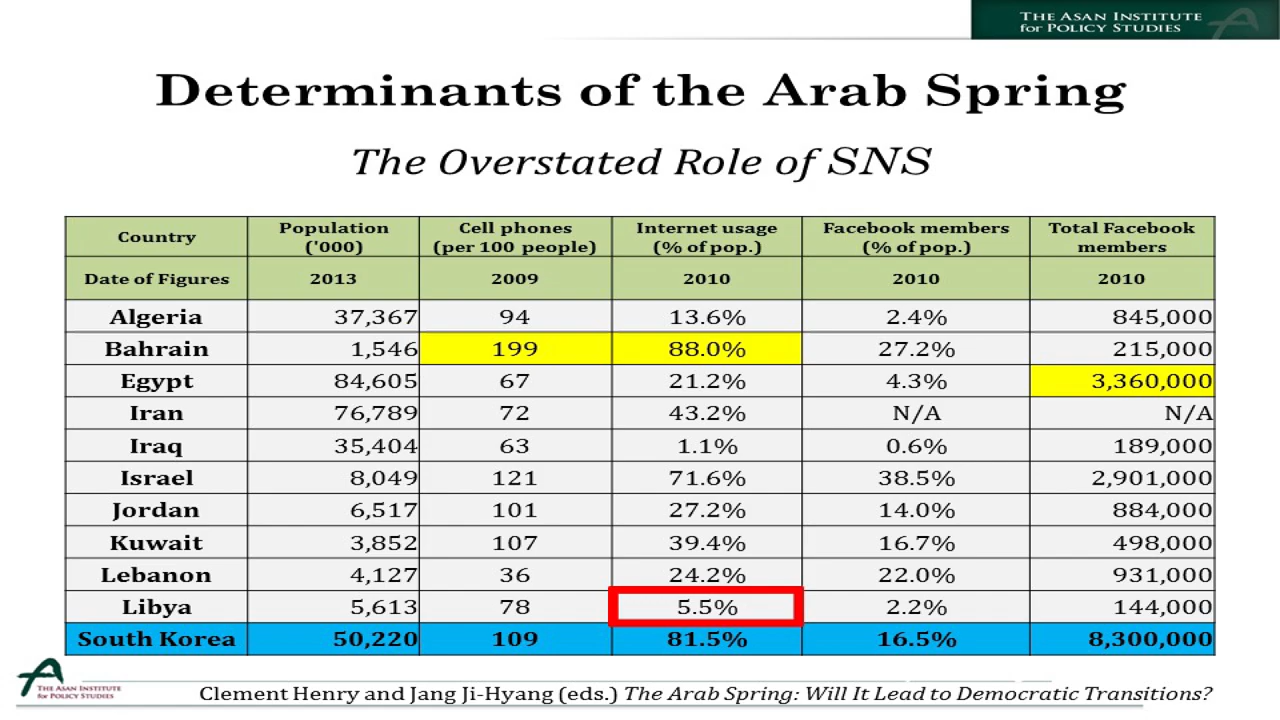 THE ASAN INSTITUTE
for POLICY STUDIES
Determinants of the Arab Spring
The Overstated Role of SNS
Country Population ('000) Cell phones (per 100 people) Internet usage (% of pop.) Facebook members (% of pop.) Total Facebook members
Date of Figures 2013 2009 2010 2010 2010
Algeria 37,367 94 13.6% 2.4% 845,000
Bahrain 1,546 199 88.0% 27.2% 215,000
Egypt 84,605 67 21.2% 4.3% 3,360,000
Iran 76,789 72 43.2% N/A N/A
Iraq 35,404 63 1.1% 0.6% 189,000
Israel 8,049 121 71.6% 38.5% 2,901,000
Jordan 6,517 101 27.2% 14.0% 884,000
Kuwait 3,852 107 39.4% 16.7% 498,000
Lebanon 4,127 36 24.2% 22.0% 931,000
Libya 5,613 78 5.5% 2.2% 144,000
South Korea 50,220 109 81.5% 16.5% 8,300,000
THE ASAN INSTITUTE
for POLICY STUDIES
Clement Henry and Jang Ji-Hyang (eds.) The Arab Spring: Will It Lead to Democratic Transitions?